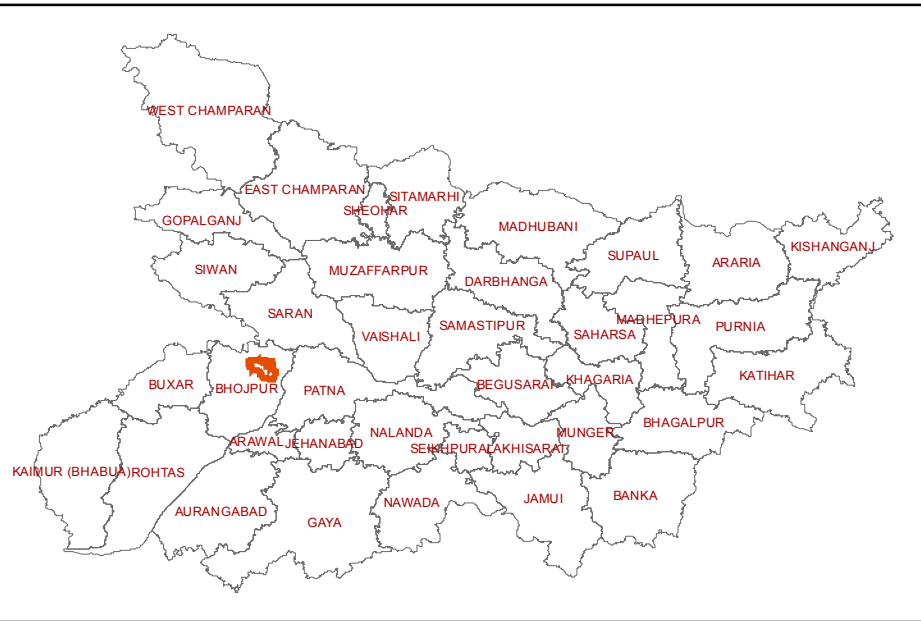 WEST CHAMPARAN
EAST CHAMPARAN
SITAMARHI
SHEOHAR
GOPALGANJ
MADHUBANI
KISHANGANJ
SUPAUL
ARARIA
SIWAN
MUZAFFARPUR
DARBHANGA
SARAN
MADHEPURA
SAMASTIPUR
PURNIA
SAHARSA
VAISHALI
KATIHAR
KHAGARIA
BUXAR
BEGUSARAI
BHOJPUR
PATNA
BHAGALPUR
NALANDA
MUNGER
ARAWAL
JEHANABAD
SEIKHPURA
LAKHISARAT
KAIMUR (BHABUA)
ROHTAS
BANKA
JAMUI
NAWADA
AURANGABAD
GAYA